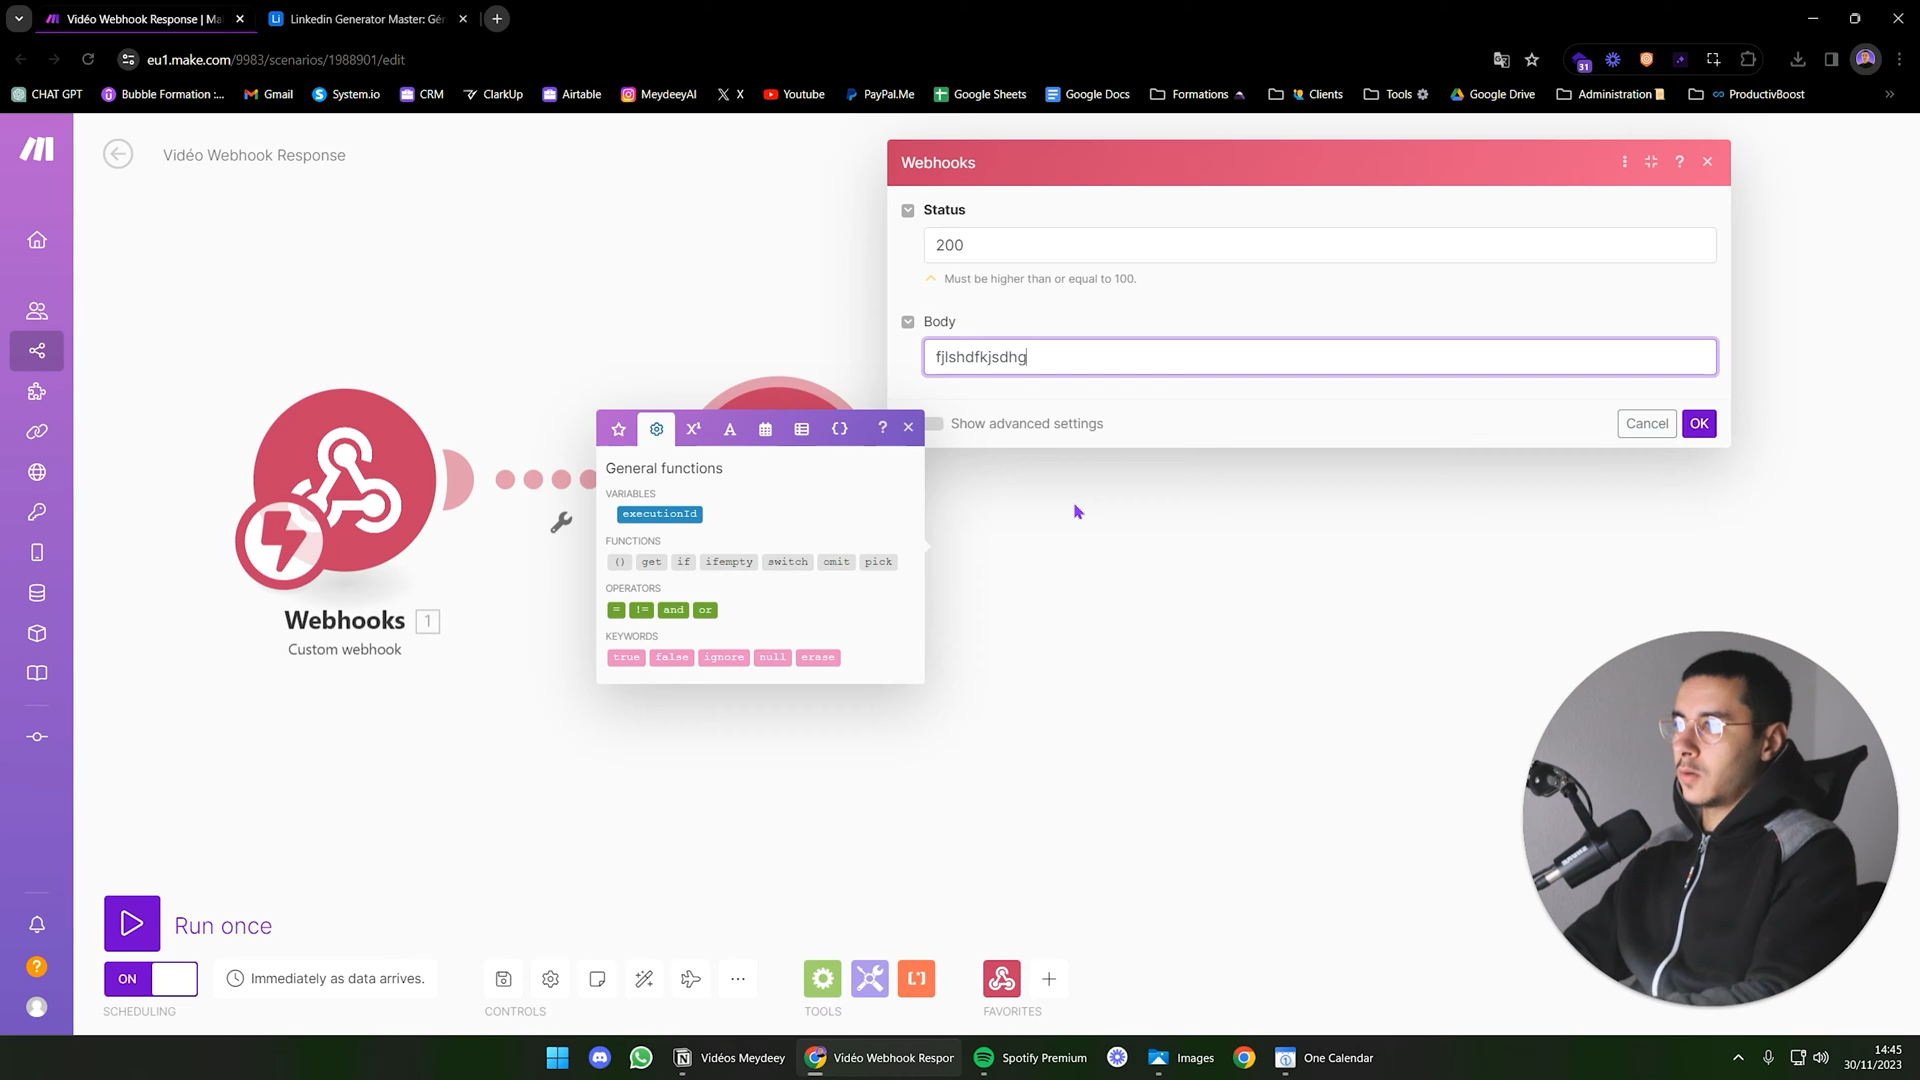 Vidéo Webhook Response | Ma
Linkedin Generator Master: Gé
eu1.make.com/9983/scenarios/1988901/edit
31
CHAT GPT
Bubble Formation :...
Gmail
System.io
CRM
ClarkUp
Airtable
MeydeeyAI
X
Youtube
PayPal.Me
Google Sheets
Google Docs
Formations
Clients
Tools
Google Drive
Administration
ProductivBoost
Vidéo Webhook Response
Webhooks
Status
200
Must be higher than or equal to 100.
Body
fjlshdfkjsdhg
Show advanced settings
Cancel
OK
General functions
VARIABLES
executionId
FUNCTIONS
() get if ifempty switch omit pick
OPERATORS
= != and or
KEYWORDS
true false ignore null erase
Webhooks 1
Custom webhook
Run once
ON
Immediately as data arrives.
SCHEDULING
CONTROLS
TOOLS
FAVORITES
Vidéos Meydeey
Vidéo Webhook Respor
Spotify Premium
Images
One Calendar
14:45
30/11/2023